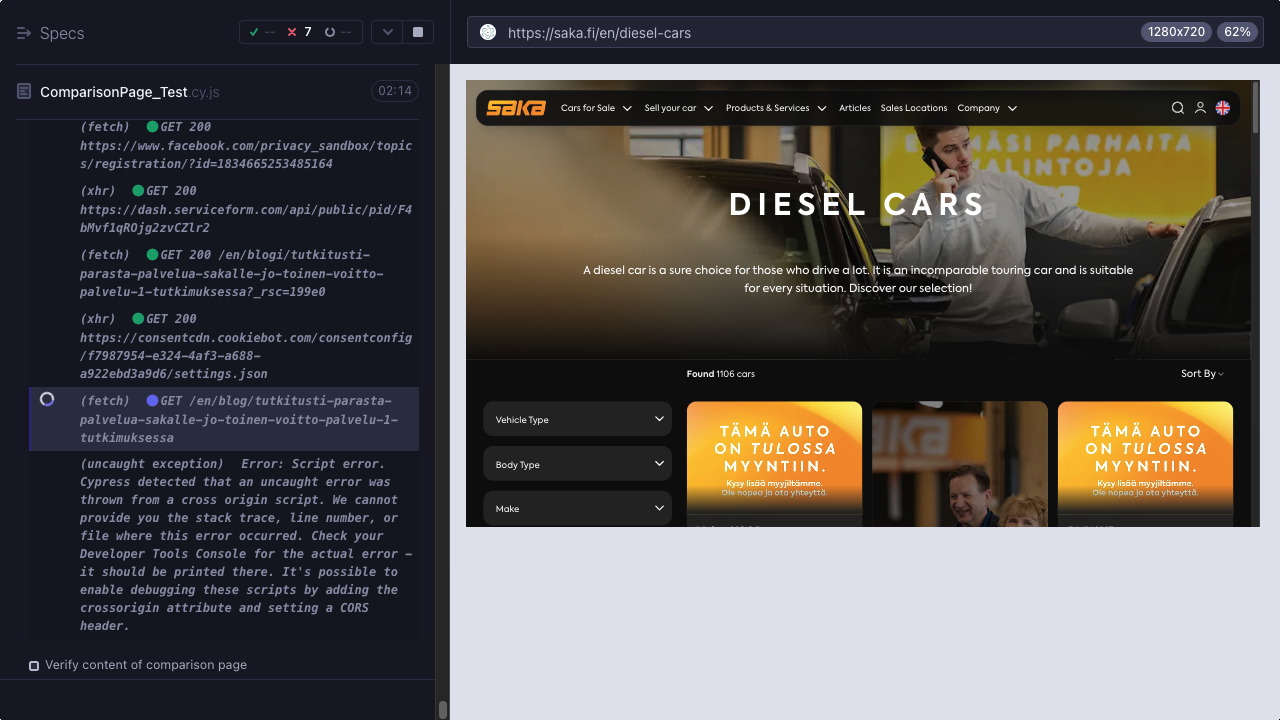 Specs
--
7
--
https://saka.fi/en/diesel-cars
1280x720
62%
ComparisonPage_Test.cy.js
02:14
(fetch) GET 200
https://www.facebook.com/privacy_sandbox/topic
s/registration/?id=1834665253485164
(xhr) GET 200
https://dash.serviceform.com/api/public/pid/F4
bMvf1qROjg2zvCZir2
(fetch) GET 200 /en/blogi/tutkitusti-
parasta-palvelua-sakalle-jo-toinen-voitto-
palvelu-1-tutkimuksessa?_rsc=199e0
(xhr) GET 200
https://consentcdn.cookiebot.com/consentconfig
/f7987954-e324-4af3-a688-
a922ebd3a9d6/settings.json
(fetch) GET /en/blog/tutkitusti-parasta-
palvelua-sakalle-jo-toinen-voitto-palvelu-1-
tutkimuksessa
(uncaught exception) Error: Script error.
Cypress detected that an uncaught error was
thrown from a cross origin script. We cannot
provide you the stack trace, line number, or
file where this error occurred. Check your
Developer Tools Console for the actual error -
it should be printed there. It's possible to
enable debugging these scripts by adding the
crossorigin attribute and setting a CORS
header.
Verify content of comparison page
saka
Cars for Sale
Sell your car
Products & Services
Articles
Sales Locations
Company
PARHAITA
DIESEL CARS
A diesel car is a sure choice for those who drive a lot. It is an incomparable touring car and is suitable
for every situation. Discover our selection!
Found 1106 cars
Sort By
Vehicle Type
Body Type
Make
TÄMÄ AUTO
ON TULOSSA
MYYNTIIN.
Kysy lisää myyjiltämme.
Ole nopea ja ota yhteyttä.
aka
TÄMÄ AUTO
ON TULOSSA
MYYNTIIN.
Kysy lisää myyjiltämme.
Ole nopea ja ota yhteyttä.